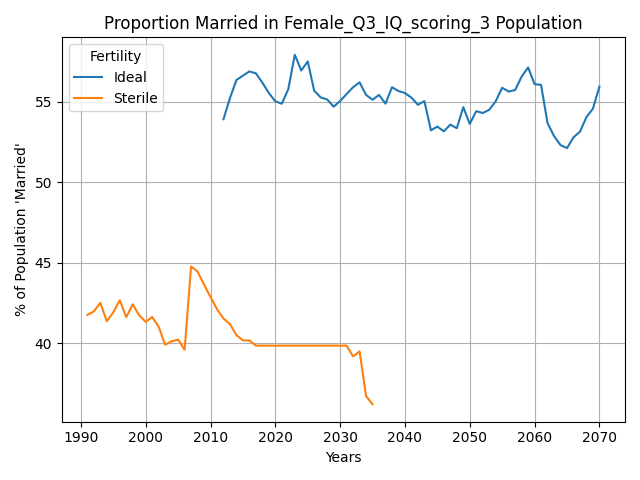 Proportion Married in Female_Q3_IQ_scoring_3 Population
Fertility
Ideal
Sterile
% of Population 'Married'
55
50
45
40
1990 2000 2010 2020 2030 2040 2050 2060 2070
Years